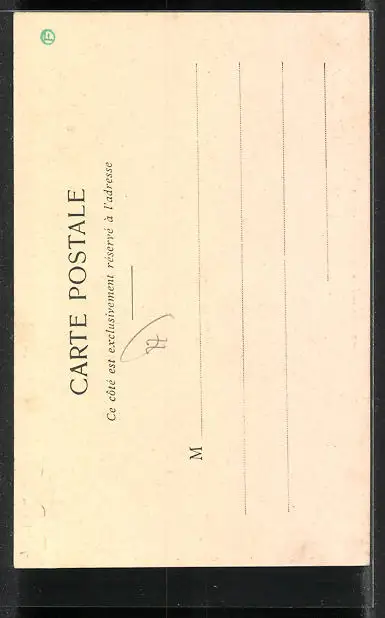 CARTE POSTALE
Ce côté est exclusivement réservé à l'adresse
M